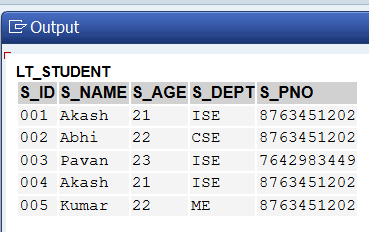 Output
LT_STUDENT
S_ID S_NAME S_AGE S_DEPT S_PNO
001 Akash 21 ISE 8763451202
002 Abhi 22 CSE 8763451202
003 Pavan 23 ISE 7642983449
004 Akash 21 ISE 8763451202
005 Kumar 22 ME 8763451202